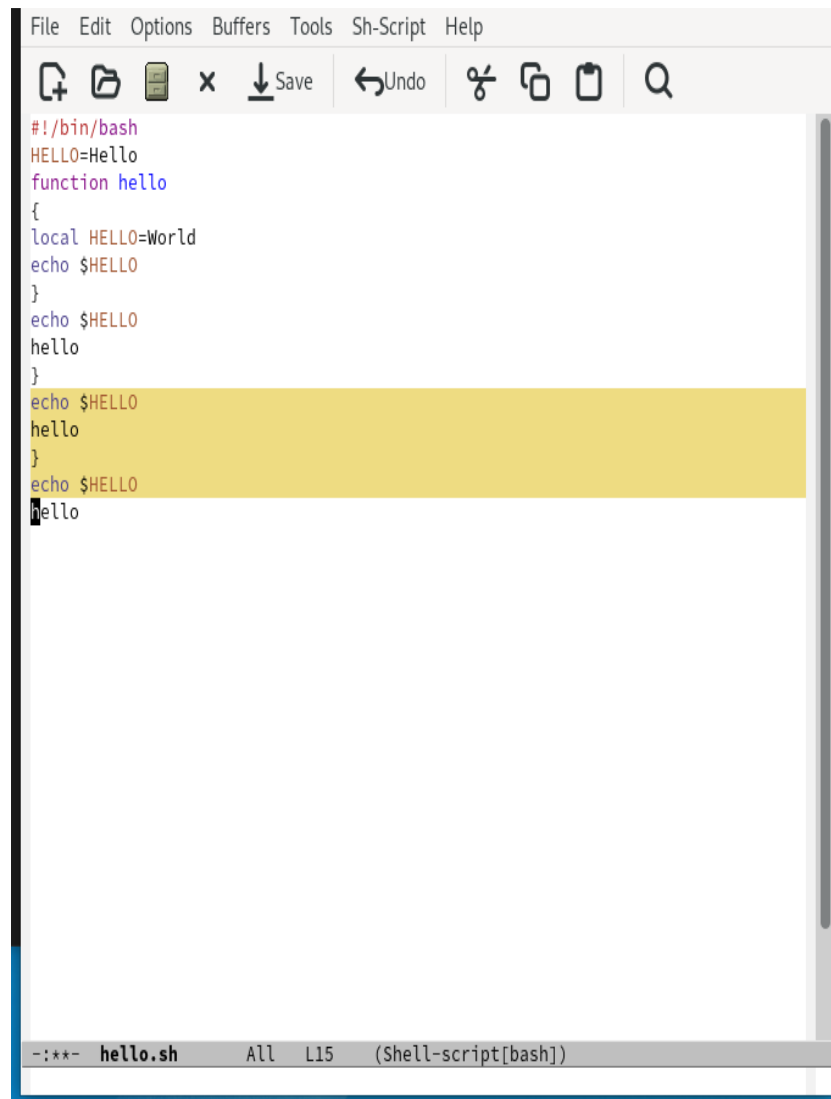 File Edit Options Buffers Tools Sh-Script Help
Save Undo
#!/bin/bash
HELLO=Hello
function hello
{
local HELLO=World
echo $HELLO
}
echo $HELLO
hello
}
echo $HELLO
hello
}
echo $HELLO
hello
-:**- hello.sh All L15 (Shell-script[bash])